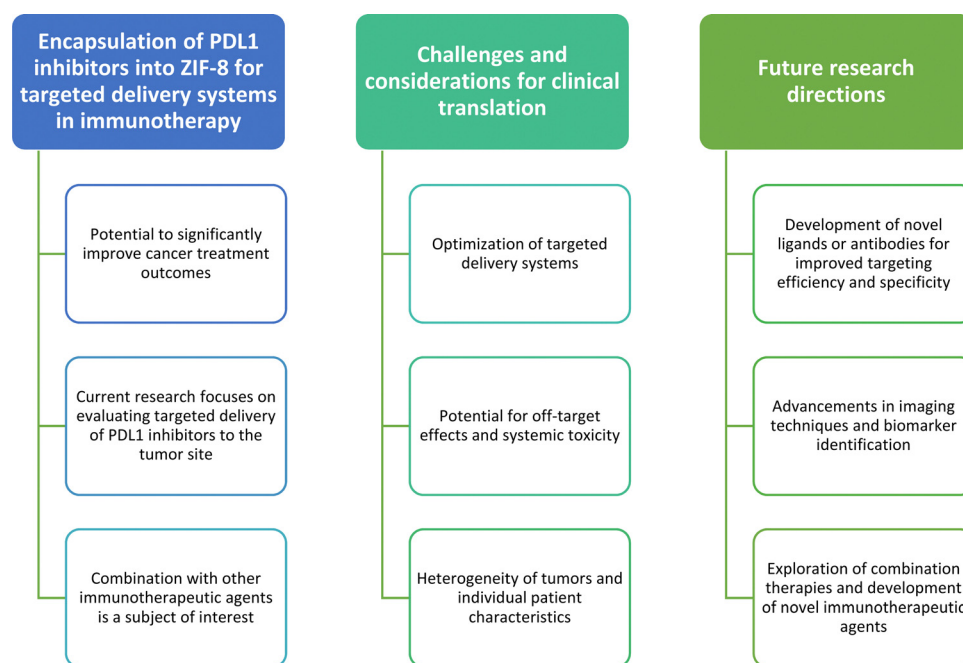 Encapsulation of PDL1
inhibitors into ZIF-8 for
targeted delivery systems
in immunotherapy
Potential to significantly
improve cancer treatment
outcomes
Current research focuses on
evaluating targeted delivery
of PDL1 inhibitors to the
tumor site
Combination with other
immunotherapeutic agents
is a subject of interest
Challenges and
considerations for clinical
translation
Optimization of targeted
delivery systems
Potential for off-target
effects and systemic toxicity
Heterogeneity of tumors and
individual patient
characteristics
Future research
directions
Development of novel
ligands or antibodies for
improved targeting
efficiency and specificity
Advancements in imaging
techniques and biomarker
identification
Exploration of combination
therapies and development
of novel immunotherapeutic
agents